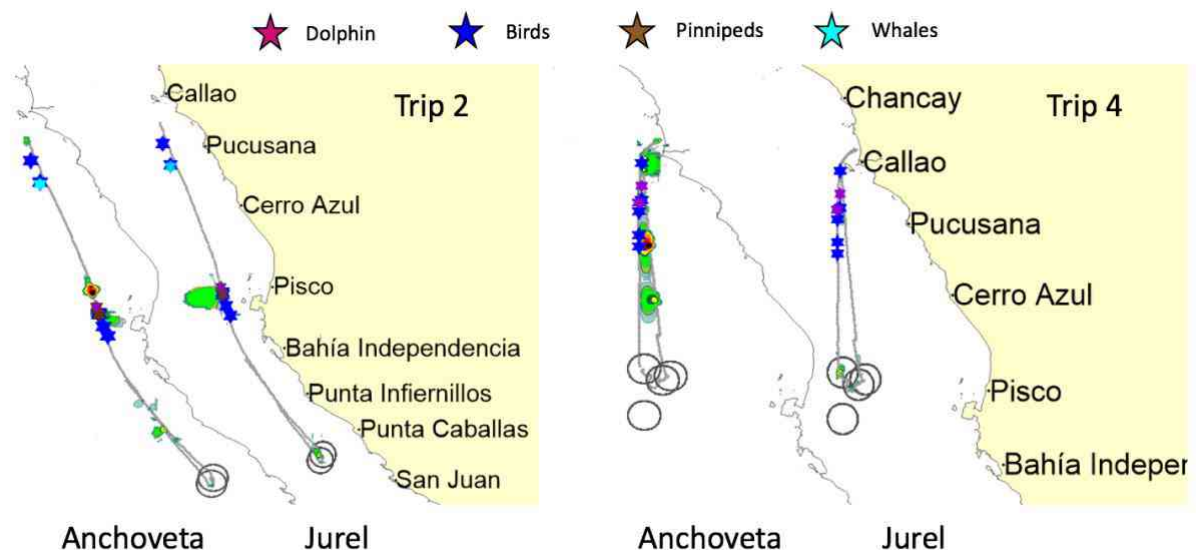 Dolphin Birds Pinnipeds Whales
Trip 2
Callao
Pucusana
Cerro Azul
Pisco
Bahía Independencia
Punta Infiernillos
Punta Caballas
San Juan
Anchoveta Jurel
Trip 4
Chancay
Callao
Pucusana
Cerro Azul
Pisco
Bahía Indeper
Anchoveta Jurel